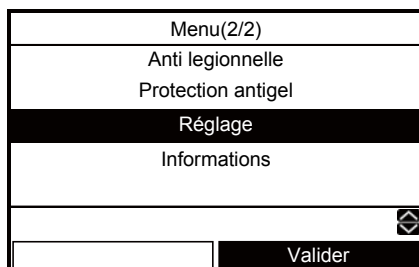 Menu(2/2)
Anti legionnelle
Protection antigel
Réglage
Informations
Valider